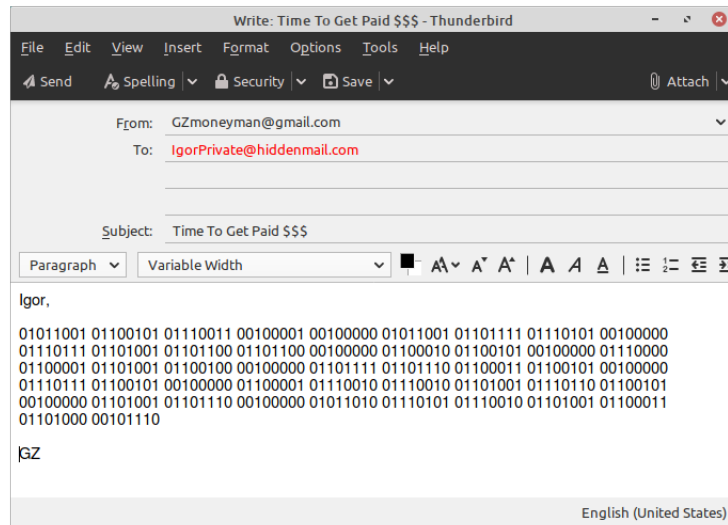 Write: Time To Get Paid $$$ - Thunderbird
File Edit View Insert Format Options Tools Help
Send Spelling Security Save Attach
From: GZmoneyman@gmail.com
To: IgorPrivate@hiddenmail.com
Subject: Time To Get Paid $$$
Paragraph Variable Width
Igor,
01011001 01100101 01110011 00100001 00100000 01011001 01101111 01110101 00100000
01110111 01101001 01101100 01101100 00100000 01100010 01100101 00100000 01110000
01100001 01101001 01100100 00100000 01101111 01101110 01100011 01100101 00100000
01110111 01100101 00100000 01100001 01110010 01110010 01101001 01110110 01100101
00100000 01101001 01101110 00100000 01011010 01110101 01110010 01101001 01100011
01101000 00101110
GZ
English (United States)